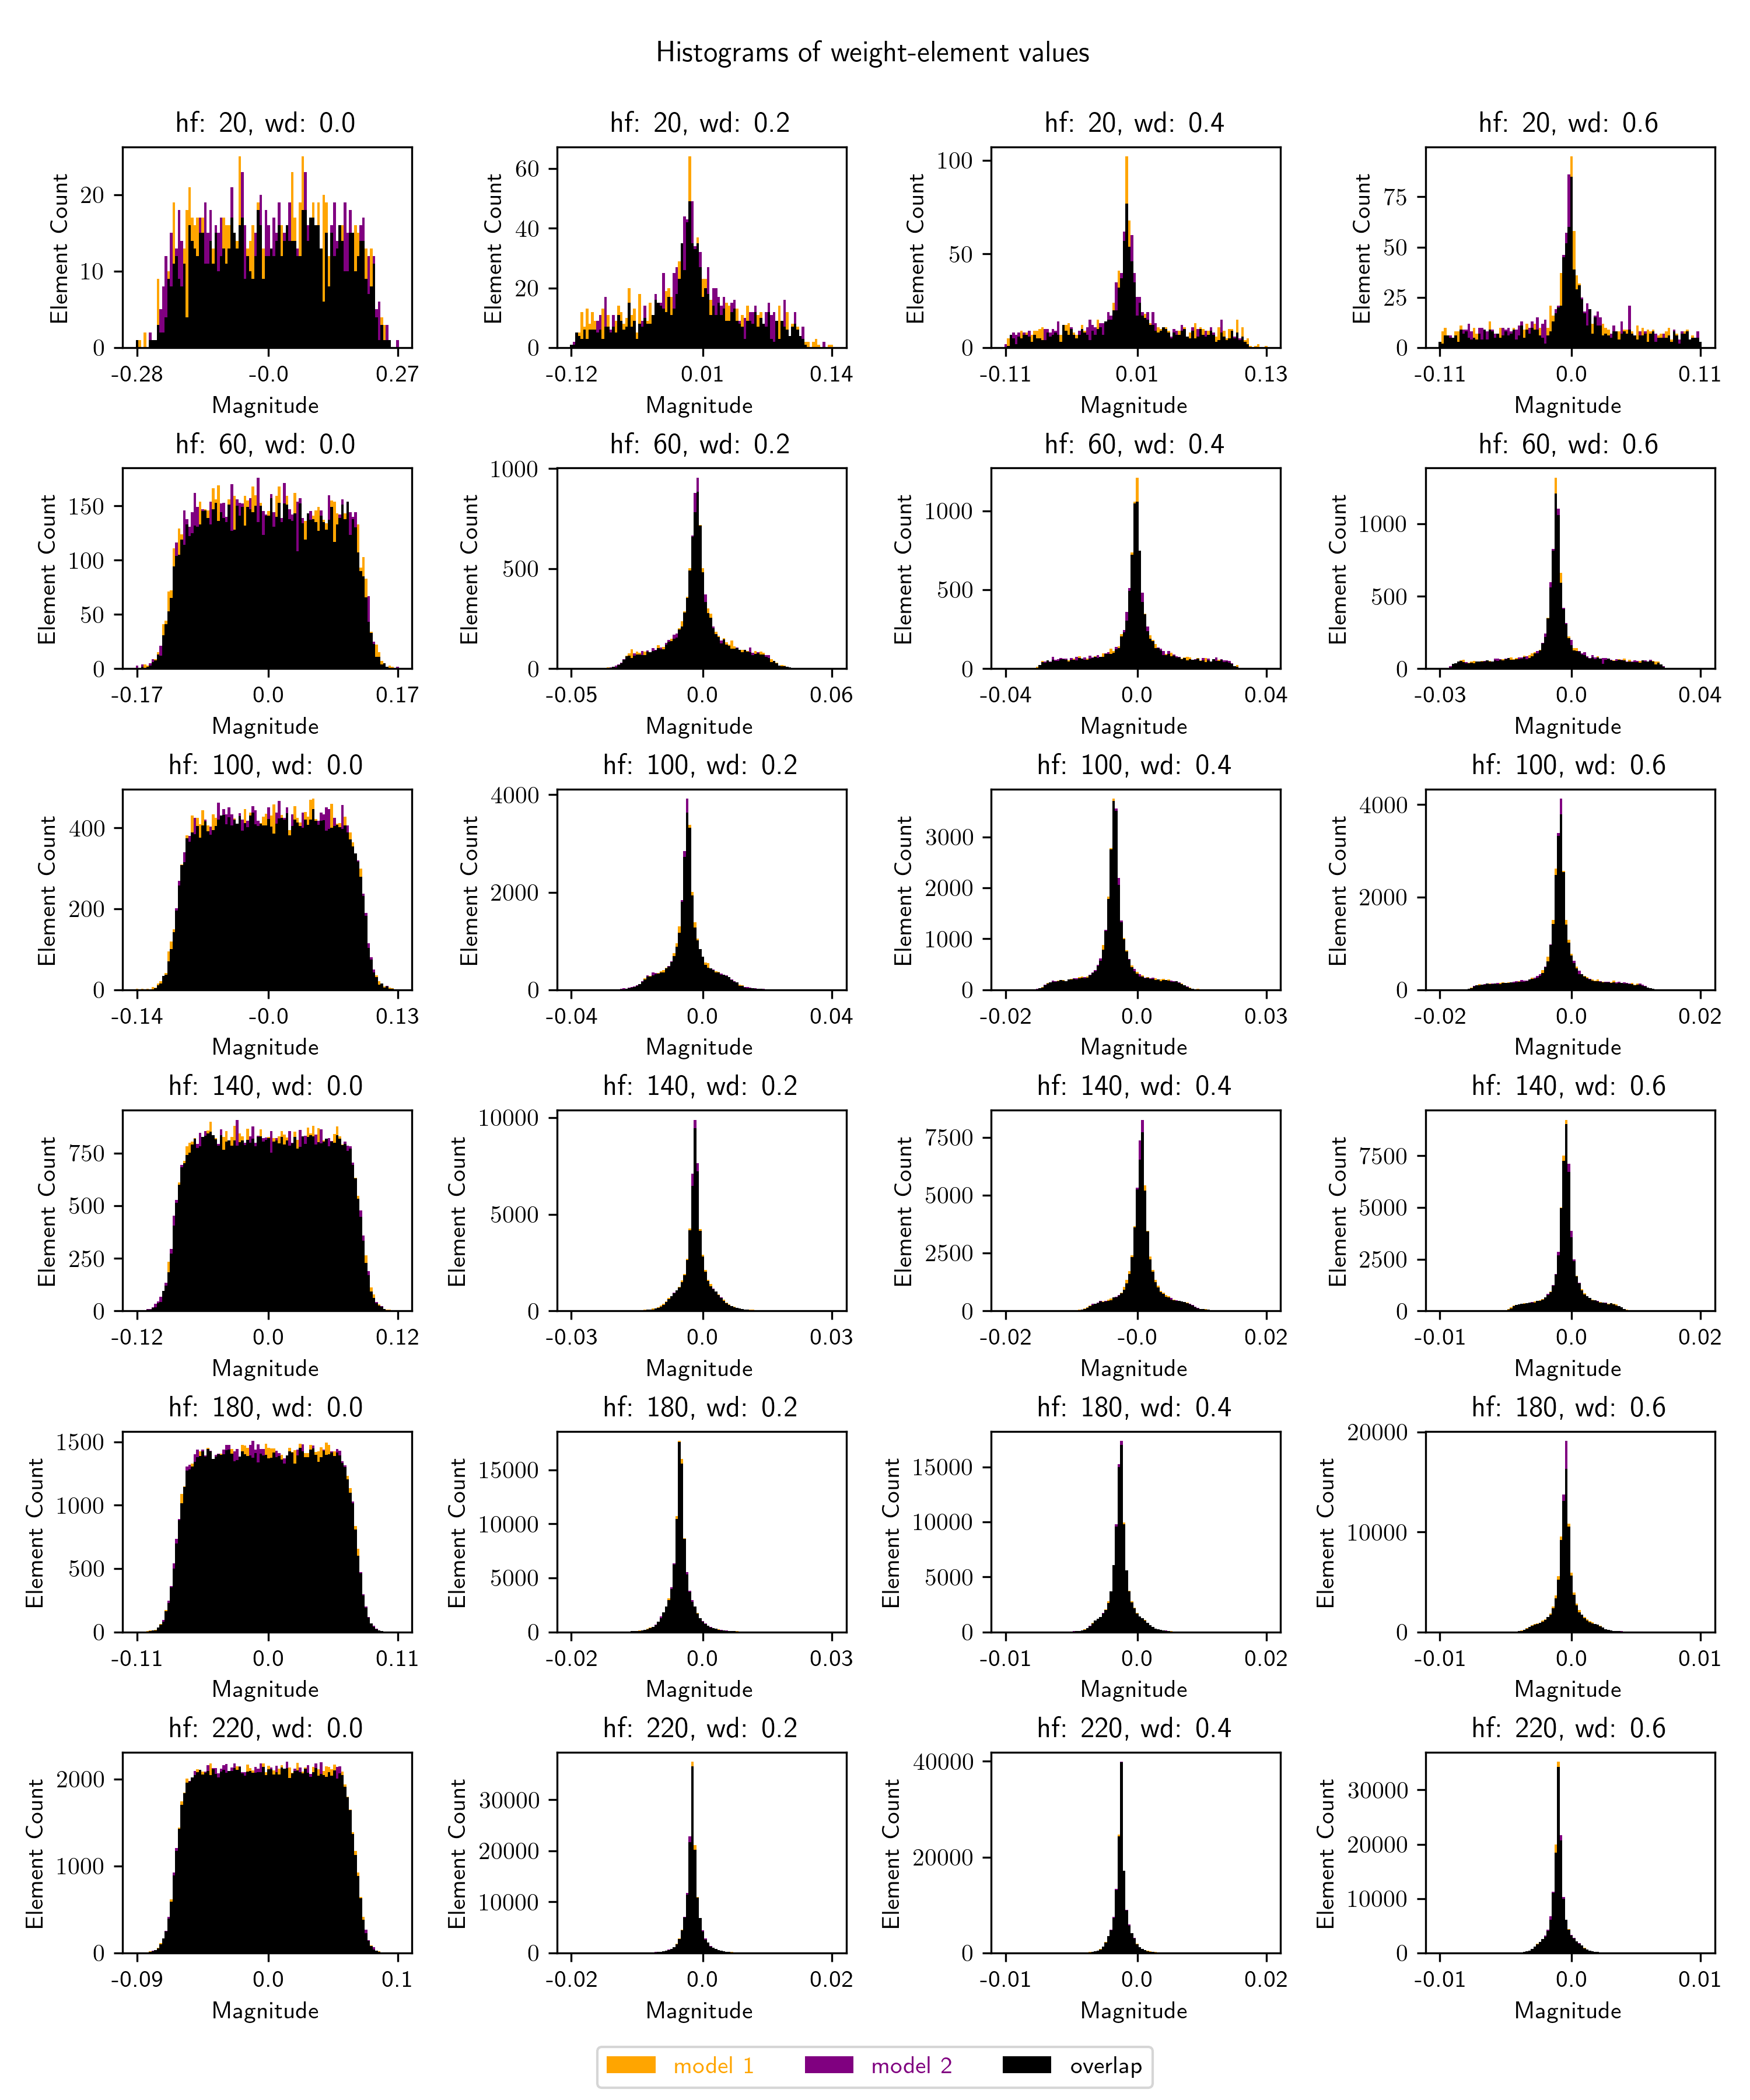 Histograms of weight-element values
hf: 20, wd: 0.0
hf: 20, wd: 0.2
hf: 20, wd: 0.4
hf: 20, wd: 0.6
Element Count
20
10
0
Element Count
60
40
20
0
Element Count
100
50
0
Element Count
75
50
25
0
-0.28 -0.0 0.27
-0.12 0.01 0.14
-0.11 0.01 0.13
-0.11 0.0 0.11
Magnitude
Magnitude
Magnitude
Magnitude
hf: 60, wd: 0.0
hf: 60, wd: 0.2
hf: 60, wd: 0.4
hf: 60, wd: 0.6
Element Count
150
100
50
0
Element Count
1000
500
0
Element Count
1000
500
0
Element Count
1000
500
0
-0.17 0.0 0.17
-0.05 0.0 0.06
-0.04 0.0 0.04
-0.03 0.0 0.04
Magnitude
Magnitude
Magnitude
Magnitude
hf: 100, wd: 0.0
hf: 100, wd: 0.2
hf: 100, wd: 0.4
hf: 100, wd: 0.6
Element Count
400
200
0
Element Count
4000
2000
0
Element Count
3000
2000
1000
0
Element Count
4000
2000
0
-0.14 -0.0 0.13
-0.04 0.0 0.04
-0.02 0.0 0.03
-0.02 0.0 0.02
Magnitude
Magnitude
Magnitude
Magnitude
hf: 140, wd: 0.0
hf: 140, wd: 0.2
hf: 140, wd: 0.4
hf: 140, wd: 0.6
Element Count
750
500
250
0
Element Count
10000
5000
0
Element Count
7500
5000
2500
0
Element Count
7500
5000
2500
0
-0.12 0.0 0.12
-0.03 0.0 0.03
-0.02 -0.0 0.02
-0.01 0.0 0.02
Magnitude
Magnitude
Magnitude
Magnitude
hf: 180, wd: 0.0
hf: 180, wd: 0.2
hf: 180, wd: 0.4
hf: 180, wd: 0.6
Element Count
1500
1000
500
0
Element Count
15000
10000
5000
0
Element Count
15000
10000
5000
0
Element Count
20000
10000
0
-0.11 0.0 0.11
-0.02 0.0 0.03
-0.01 0.0 0.02
-0.01 0.0 0.01
Magnitude
Magnitude
Magnitude
Magnitude
hf: 220, wd: 0.0
hf: 220, wd: 0.2
hf: 220, wd: 0.4
hf: 220, wd: 0.6
Element Count
2000
1000
0
Element Count
30000
20000
10000
0
Element Count
40000
20000
0
Element Count
30000
20000
10000
0
-0.09 0.0 0.1
-0.02 0.0 0.02
-0.01 0.0 0.02
-0.01 0.0 0.01
Magnitude
Magnitude
Magnitude
Magnitude
model 1 model 2 overlap